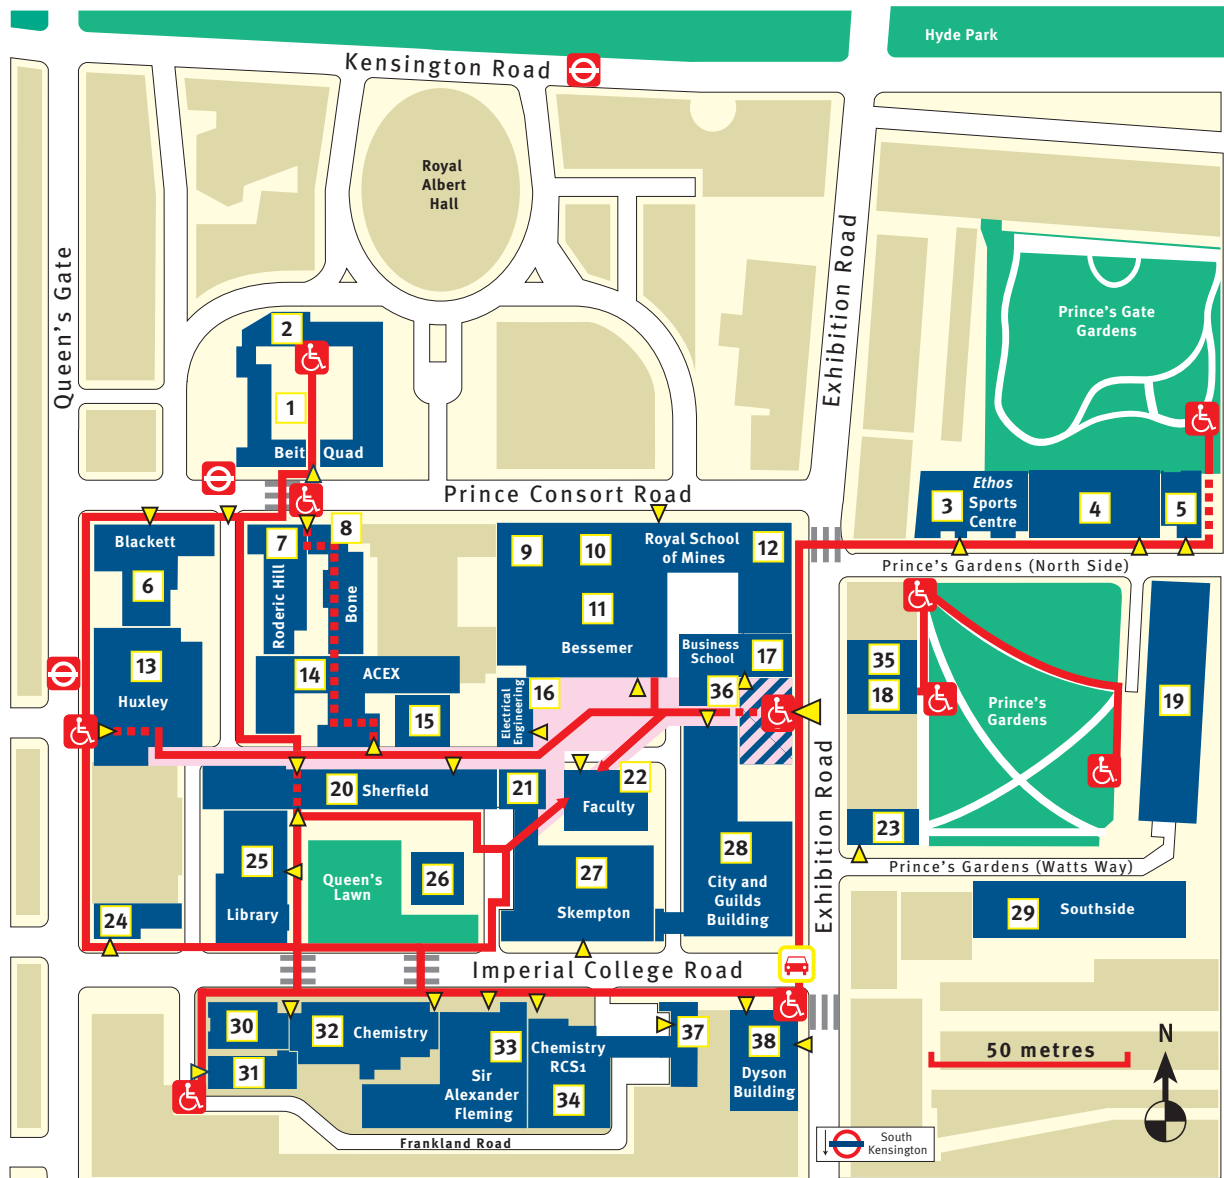 Hyde Park
Kensington Road
Royal
Albert
Hall
Queen's Gate
Exhibition Road
Prince's Gate
Gardens
2
1
Beit Quad
Prince Consort Road
3
Ethos
Sports
Centre
4
5
Prince's Gardens (North Side)
Blackett
6
7
8
Roderic Hill
Bone
9
10
11
Royal School
of Mines
12
Bessemer
13
Huxley
14
ACEX
15
16
Electrical
Engineering
Business
School
17
36
35
18
Prince's
Gardens
19
20
Sherfield
21
22
Faculty
Exhibition Road
23
Prince's Gardens (Watts Way)
24
25
Library
Queen's
Lawn
26
27
Skempton
28
City and
Guilds
Building
29
Southside
Imperial College Road
30
31
32
Chemistry
33
Sir
Alexander
Fleming
Chemistry
RCS1
34
37
38
Dyson
Building
Frankland Road
50 metres
N
South
Kensington